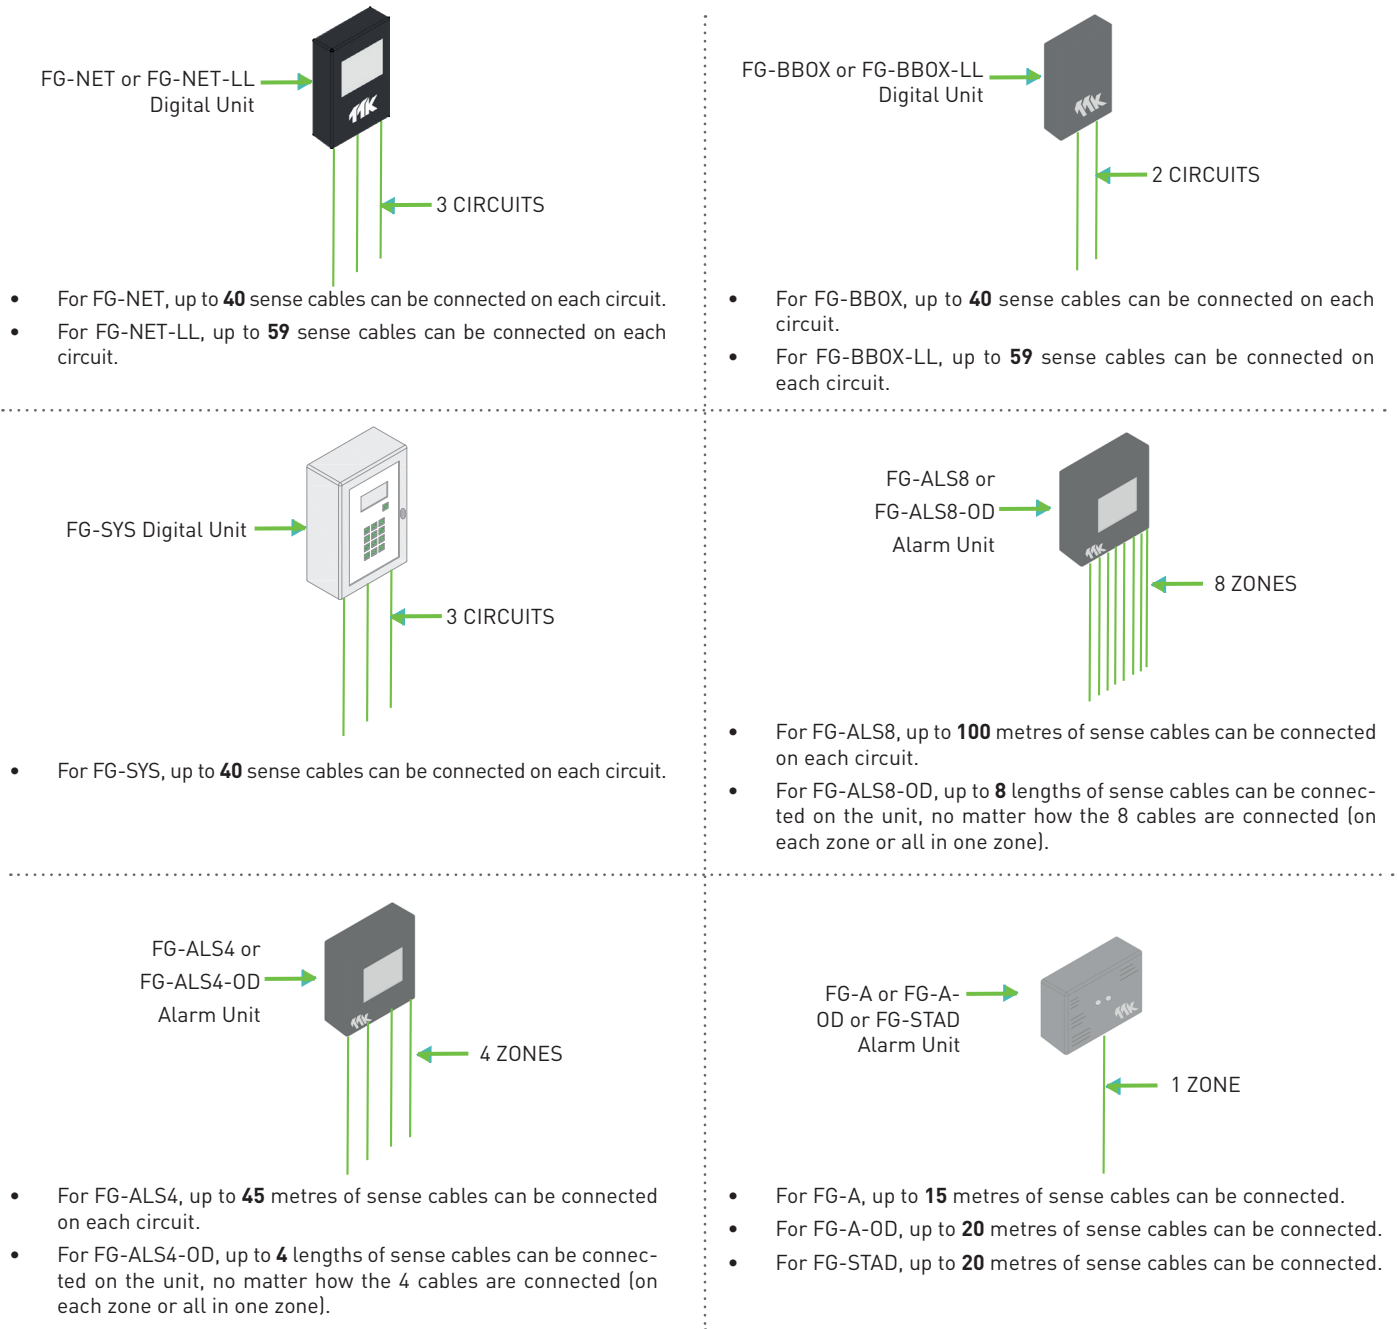 FG-NET or FG-NET-LL
Digital Unit
TTK
3 CIRCUITS
• For FG-NET, up to 40 sense cables can be connected on each circuit.
• For FG-NET-LL, up to 59 sense cables can be connected on each
circuit.
FG-BBOX or FG-BBOX-LL
Digital Unit
TTK
2 CIRCUITS
• For FG-BBOX, up to 40 sense cables can be connected on each
circuit.
• For FG-BBOX-LL, up to 59 sense cables can be connected on
each circuit.
FG-SYS Digital Unit
3 CIRCUITS
• For FG-SYS, up to 40 sense cables can be connected on each circuit.
FG-ALS8 or
FG-ALS8-OD
Alarm Unit
TTK
8 ZONES
• For FG-ALS8, up to 100 metres of sense cables can be connected
on each circuit.
• For FG-ALS8-OD, up to 8 lengths of sense cables can be connec-
ted on the unit, no matter how the 8 cables are connected (on
each zone or all in one zone).
FG-ALS4 or
FG-ALS4-OD
Alarm Unit
TTK
4 ZONES
• For FG-ALS4, up to 45 metres of sense cables can be connected
on each circuit.
• For FG-ALS4-OD, up to 4 lengths of sense cables can be connec-
ted on the unit, no matter how the 4 cables are connected (on
each zone or all in one zone).
FG-A or FG-A-
OD or FG-STAD
Alarm Unit
TTK
1 ZONE
• For FG-A, up to 15 metres of sense cables can be connected.
• For FG-A-OD, up to 20 metres of sense cables can be connected.
• For FG-STAD, up to 20 metres of sense cables can be connected.